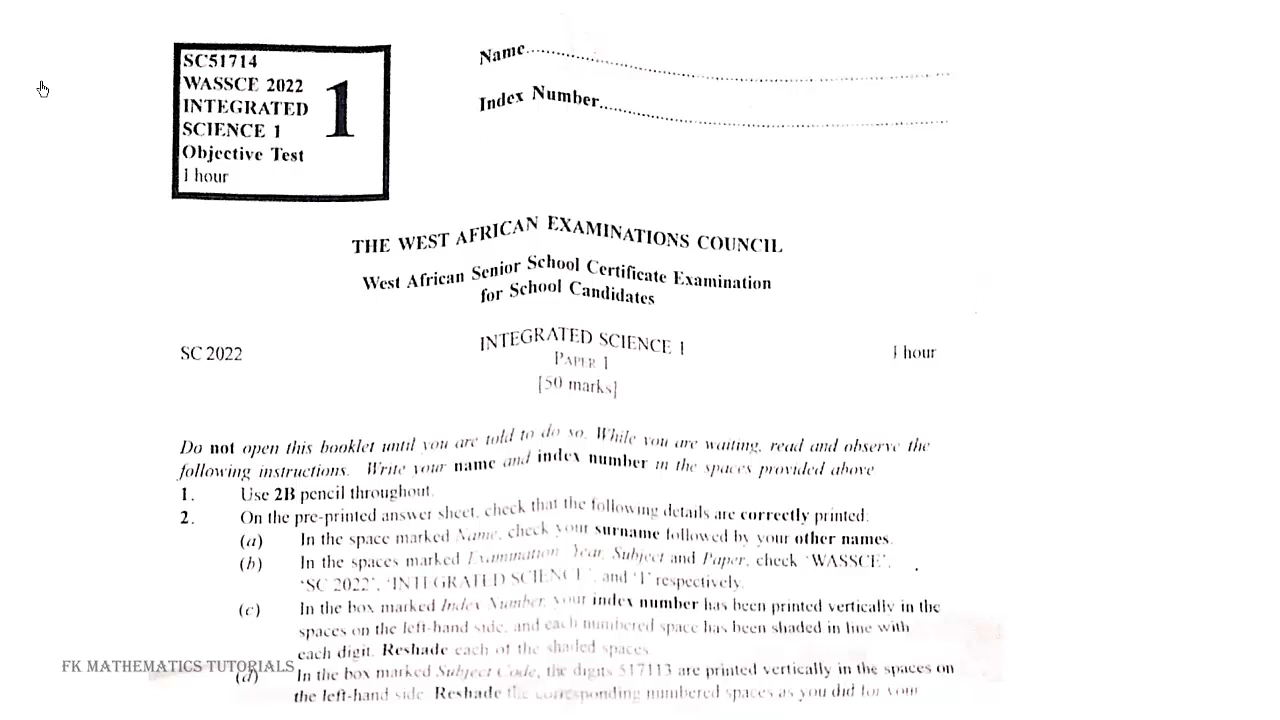 SC51714
WASSCE 2022
INTEGRATED
SCIENCE 1
Objective Test
1 hour
1
Name
Index Number
THE WEST AFRICAN EXAMINATIONS COUNCIL
West African Senior School Certificate Examination
for School Candidates
SC 2022
INTEGRATED SCIENCE 1
PAPER 1
[50 marks]
1 hour
Do not open this booklet until you are told to do so. While you are waiting, read and observe the
following instructions. Write your name and index number in the spaces provided above
1. Use 2B pencil throughout.
2. On the pre-printed answer sheet, check that the following details are correctly printed:
(a) In the space marked Name, check your surname followed by your other names.
(b) In the spaces marked Examination, Year, Subject and Paper, check 'WASSCE',
'SC 2022', 'INTEGRATED SCIENCE', and '1' respectively.
(c) In the box marked Index Number, your index number has been printed vertically in the
spaces on the left-hand side, and each numbered space has been shaded in line with
each digit. Reshade each of the shaded spaces.
FK MATHEMATICS TUTORIALS
(d) In the box marked Subject Code, the digits 517113 are printed vertically in the spaces on
the left-hand side. Reshade the corresponding numbered spaces as you did for your